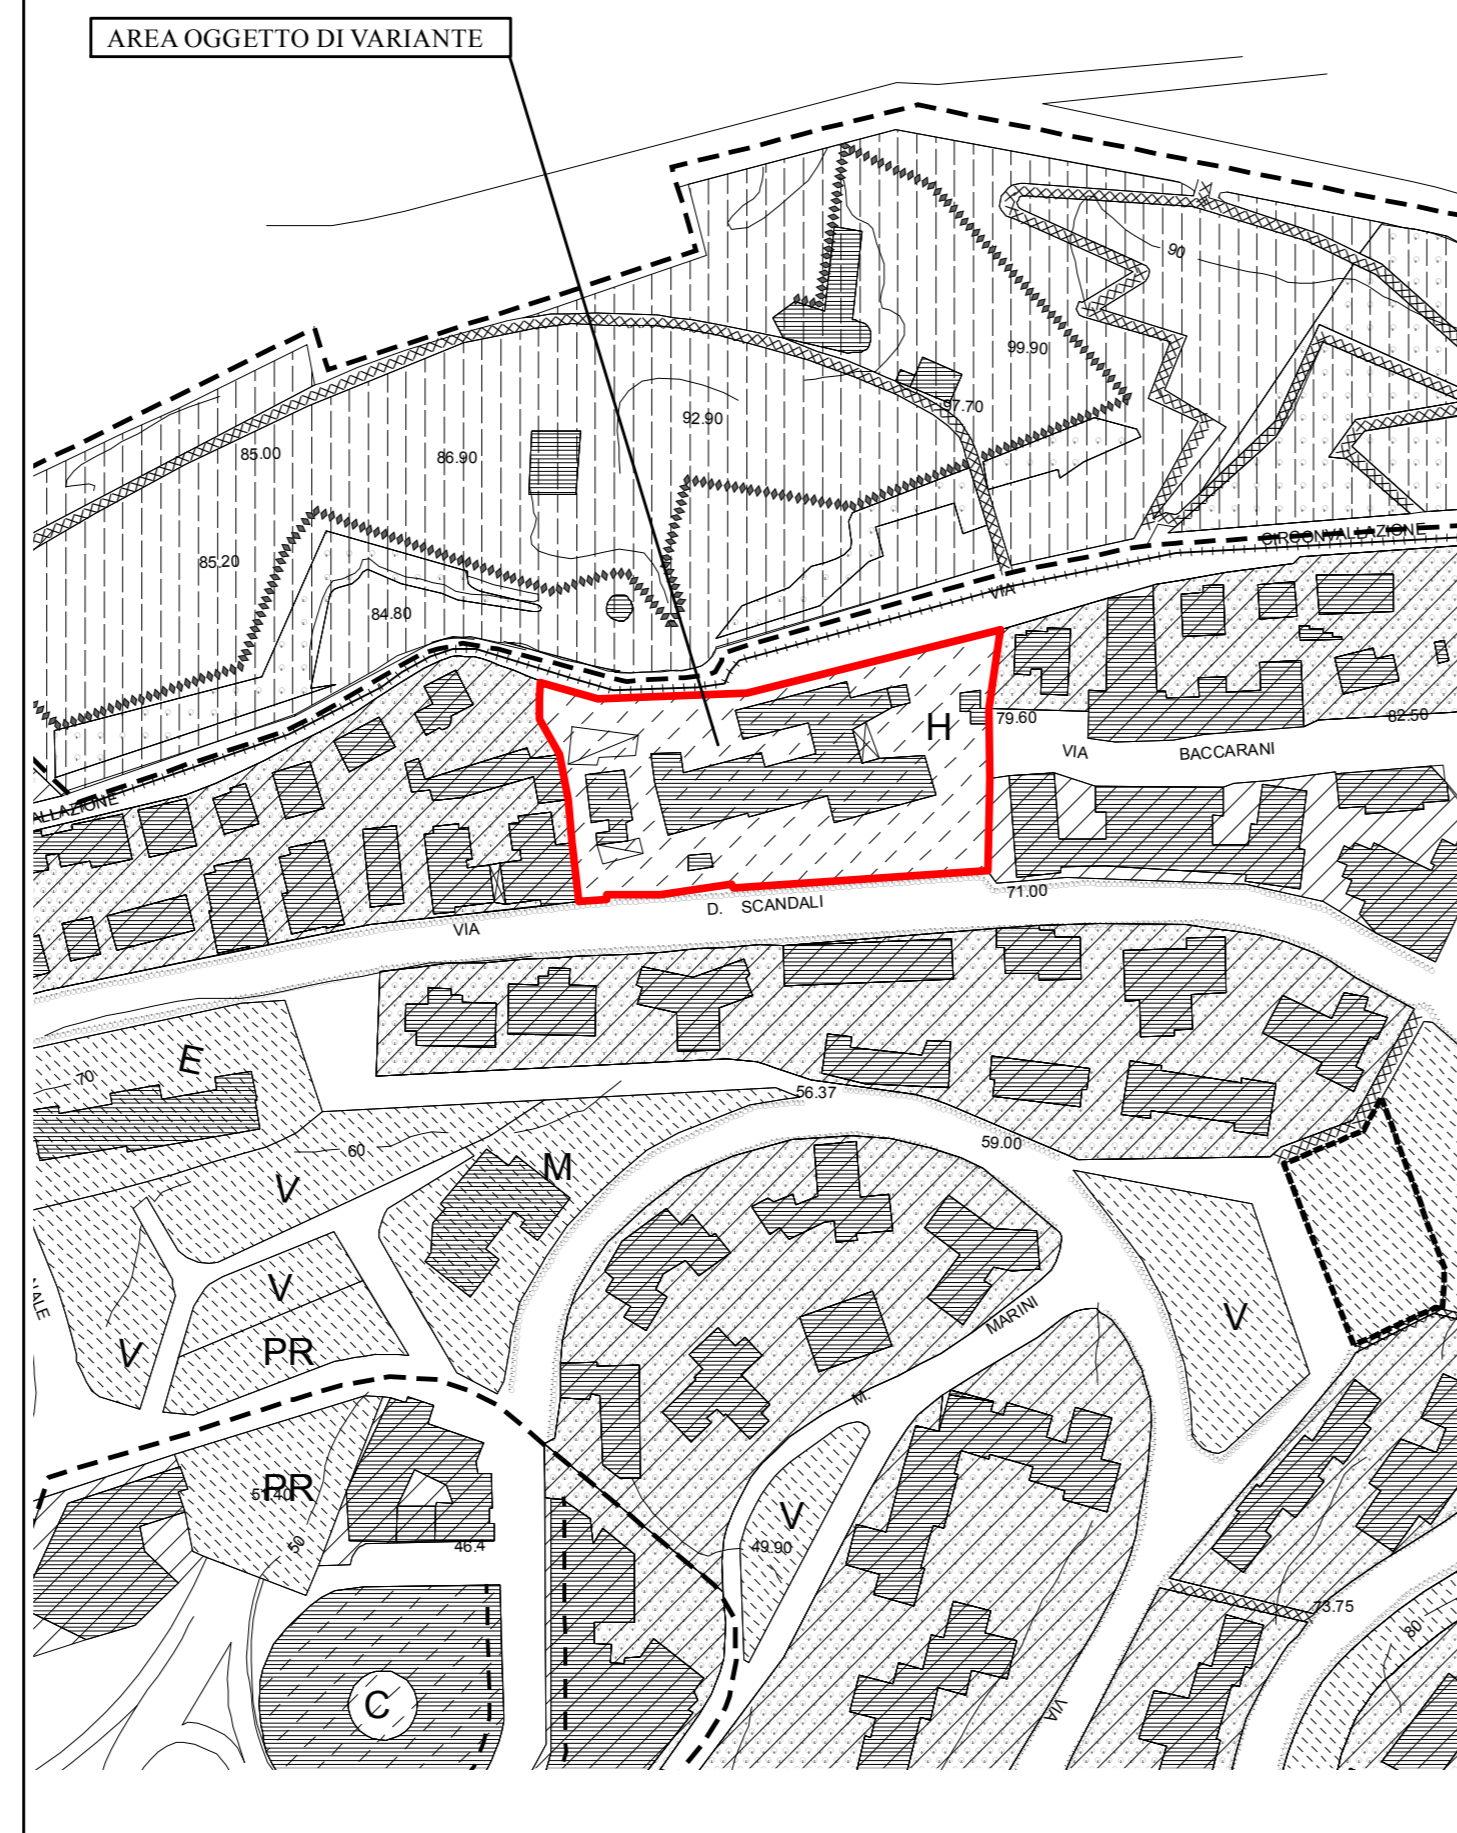 AREA OGGETTO DI VARIANTE
90
99.90
97.70
92.90
85.00
86.90
85.20
84.80
CIRCONVALLAZIONE
VIA
H
79.60
82.50
VIA
BACCARANI
ALLAZIONE
71.00
D. SCANDALI
VIA
E
70
56.37
59.00
60
M
V
V
V
V
PR
NALE
MARINI
M.
PR
51.40
50
46.4
V
49.90
73.75
80
C
VIA